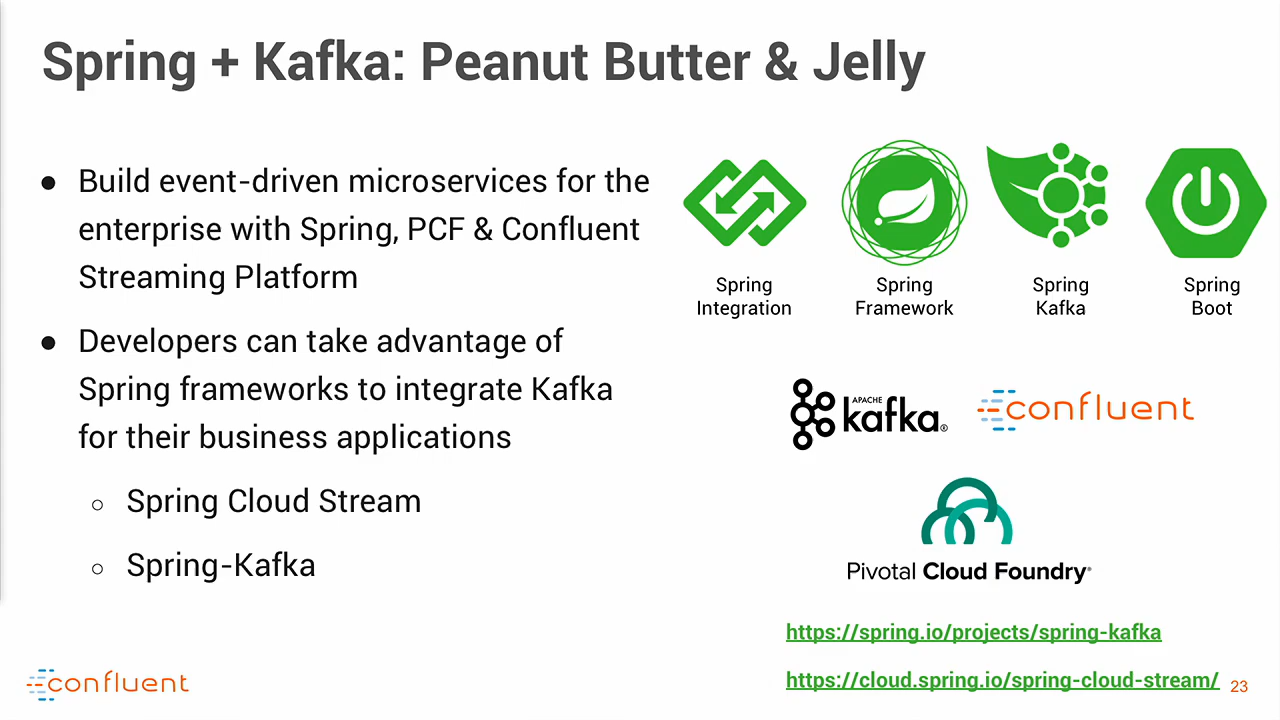 Spring + Kafka: Peanut Butter & Jelly
● Build event-driven microservices for the
enterprise with Spring, PCF & Confluent
Streaming Platform
● Developers can take advantage of
Spring frameworks to integrate Kafka
for their business applications
○ Spring Cloud Stream
○ Spring-Kafka
Spring
Integration
Spring
Framework
Spring
Kafka
Spring
Boot
APACHE
kafka®
confluent
Pivotal Cloud Foundry®
https://spring.io/projects/spring-kafka
https://cloud.spring.io/spring-cloud-stream/
confluent
23